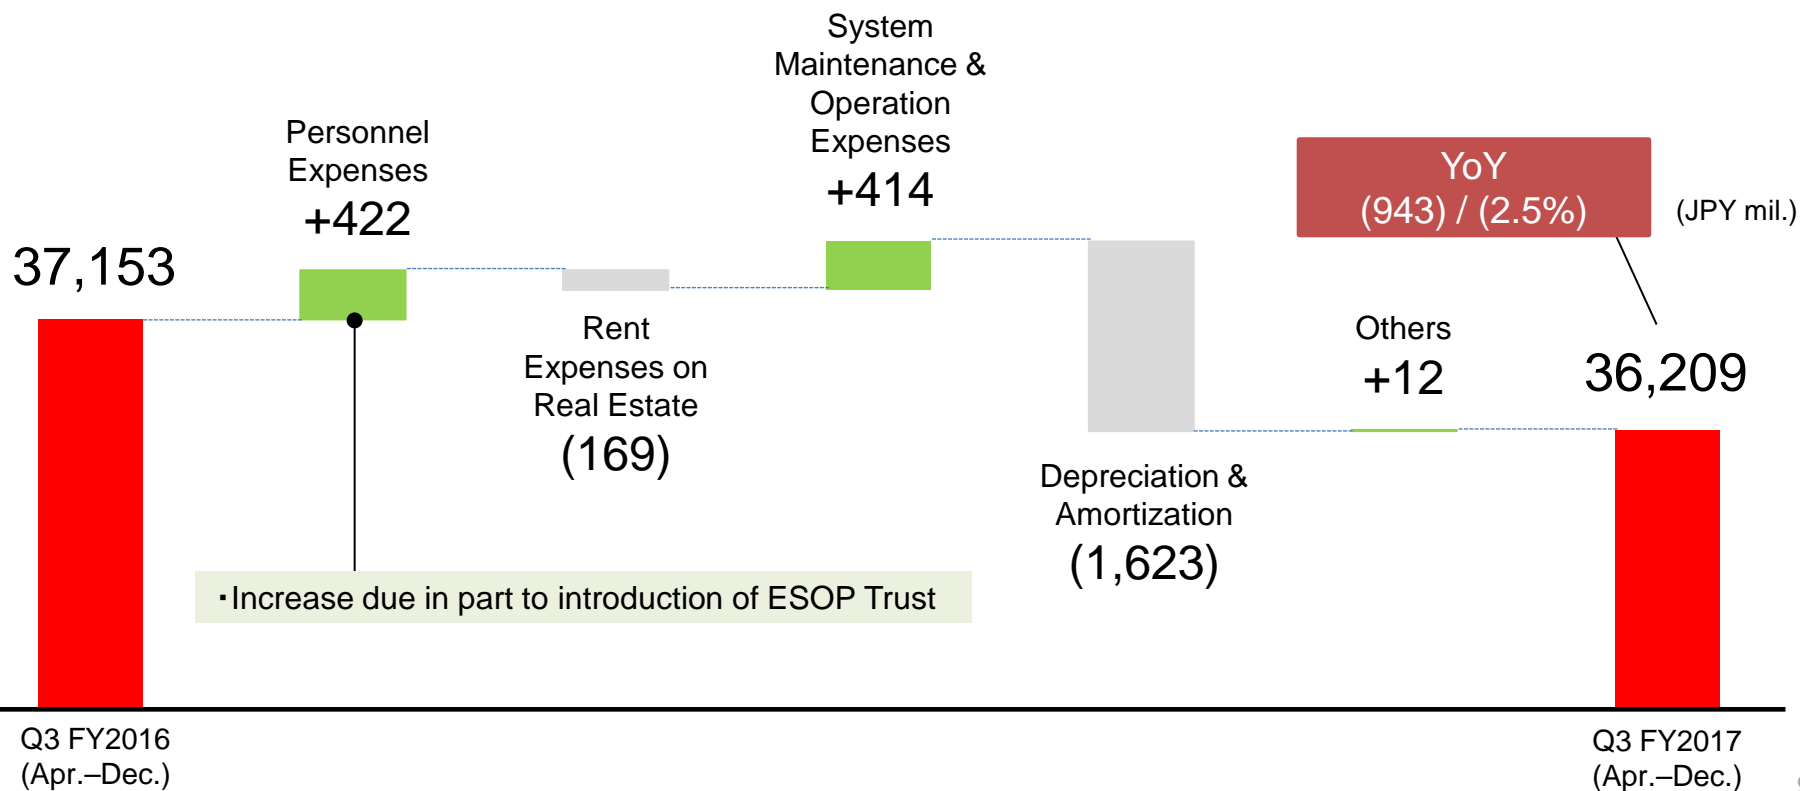 System
Maintenance &
Operation
Expenses
+414
Personnel
Expenses
+422
YoY
(943) / (2.5%)
(JPY mil.)
37,153
Rent
Expenses on
Real Estate
(169)
Others
+12
36,209
Depreciation &
Amortization
(1,623)
・Increase due in part to introduction of ESOP Trust
Q3 FY2016
(Apr.–Dec.)
Q3 FY2017
(Apr.–Dec.)